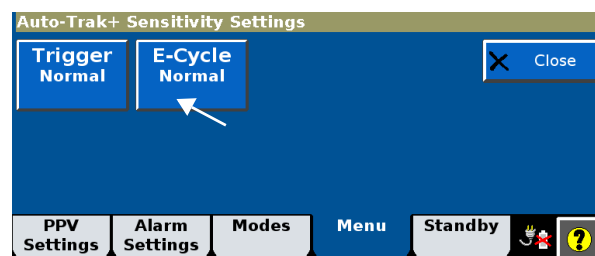 Auto-Trak+ Sensitivity Settings
Trigger
Normal
E-Cycle
Normal
Close
PPV
Settings
Alarm
Settings
Modes
Menu
Standby
?